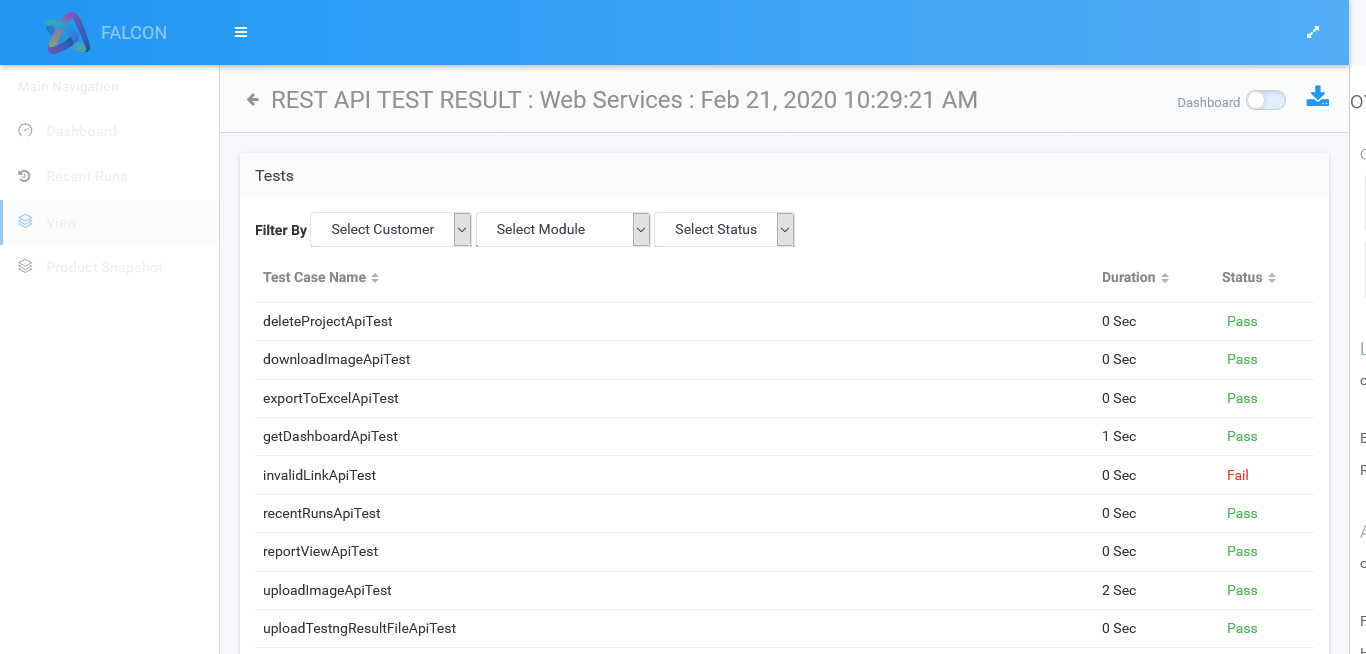 FALCON
Main Navigation
Dashboard
Recent Runs
View
Product Snapshot
REST API TEST RESULT : Web Services : Feb 21, 2020 10:29:21 AM
Dashboard
Tests
Filter By Select Customer Select Module Select Status
Test Case Name Duration Status
deleteProjectApiTest 0 Sec Pass
downloadImageApiTest 0 Sec Pass
exportToExcelApiTest 0 Sec Pass
getDashboardApiTest 1 Sec Pass
invalidLinkApiTest 0 Sec Fail
recentRunsApiTest 0 Sec Pass
reportViewApiTest 0 Sec Pass
uploadImageApiTest 2 Sec Pass
uploadTestngResultFileApiTest 0 Sec Pass